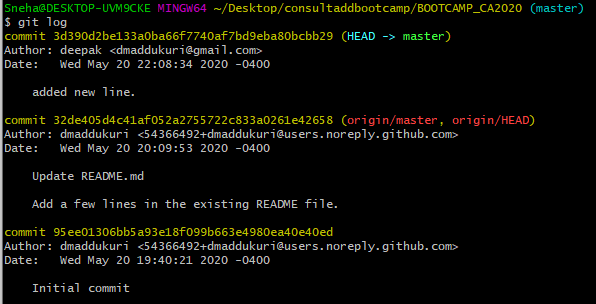 Sneha@DESKTOP-UVM9CKE MINGW64 ~/Desktop/consultaddbootcamp/BOOTCAMP_CA2020 (master)
$ git log
commit 3d390d2be133a0ba66f7740af7bd9eba80bcbb29 (HEAD -> master)
Author: deepak <dmaddukuri@gmail.com>
Date:   Wed May 20 22:08:34 2020 -0400
added new line.
commit 32de405d4c41af052a2755722c833a0261e42658 (origin/master, origin/HEAD)
Author: dmaddukuri <54366492+dmaddukuri@users.noreply.github.com>
Date:   Wed May 20 20:09:53 2020 -0400
Update README.md
Add a few lines in the existing README file.
commit 95ee01306bb5a93e18f099b663e4980ea40e40ed
Author: dmaddukuri <54366492+dmaddukuri@users.noreply.github.com>
Date:   Wed May 20 19:40:21 2020 -0400
Initial commit